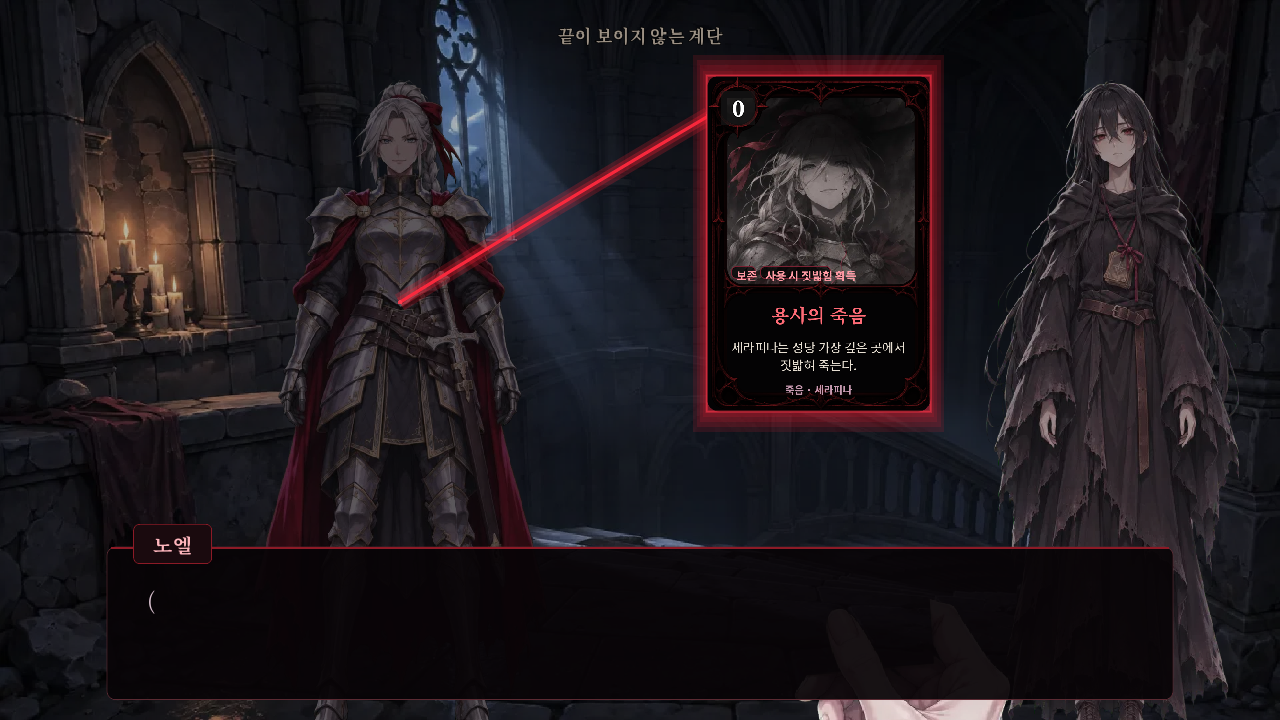 끝이 보이지 않는 계단
0
보존 사용 시 짓밟힘 획득
용사의 죽음
세라피나는 성당 가장 깊은 곳에서
짓밟혀 죽는다.
죽음 · 세라피나
노엘
(